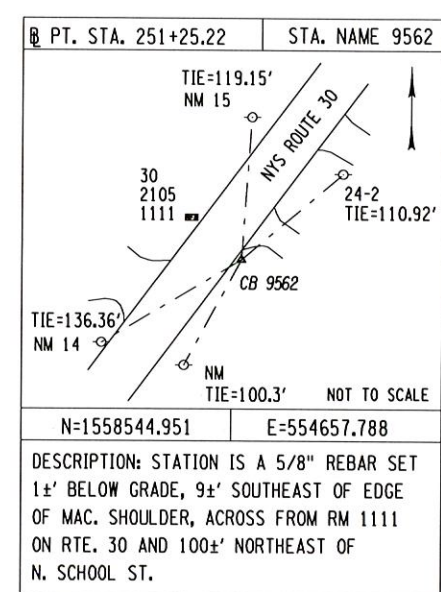 BL PT. STA. 251+25.22
STA. NAME 9562
TIE=119.15'
NM 15
NYS ROUTE 30
30
2105
1111
24-2
TIE=110.92'
CB 9562
TIE=136.36'
NM 14
NM
TIE=100.3'
NOT TO SCALE
N=1558544.951
E=554657.788
DESCRIPTION: STATION IS A 5/8" REBAR SET
1±' BELOW GRADE, 9±' SOUTHEAST OF EDGE
OF MAC. SHOULDER, ACROSS FROM RM 1111
ON RTE. 30 AND 100±' NORTHEAST OF
N. SCHOOL ST.